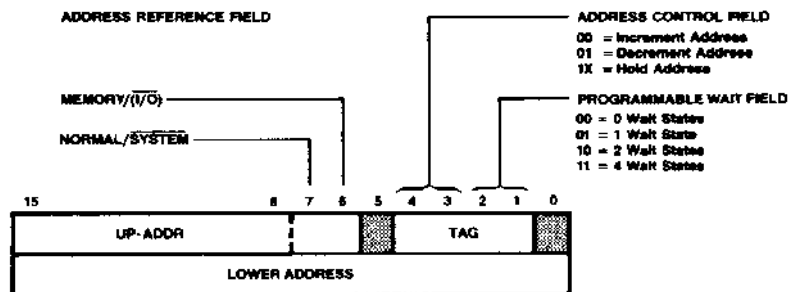 ADDRESS REFERENCE FIELD
ADDRESS CONTROL FIELD
00 = Increment Address
01 = Decrement Address
1X = Hold Address
MEMORY/(I/O)
PROGRAMMABLE WAIT FIELD
00 = 0 Wait States
01 = 1 Wait State
10 = 2 Wait States
11 = 4 Wait States
NORMAL/SYSTEM
15 8 7 6 5 4 3 2 1 0
UP-ADDR TAG
LOWER ADDRESS